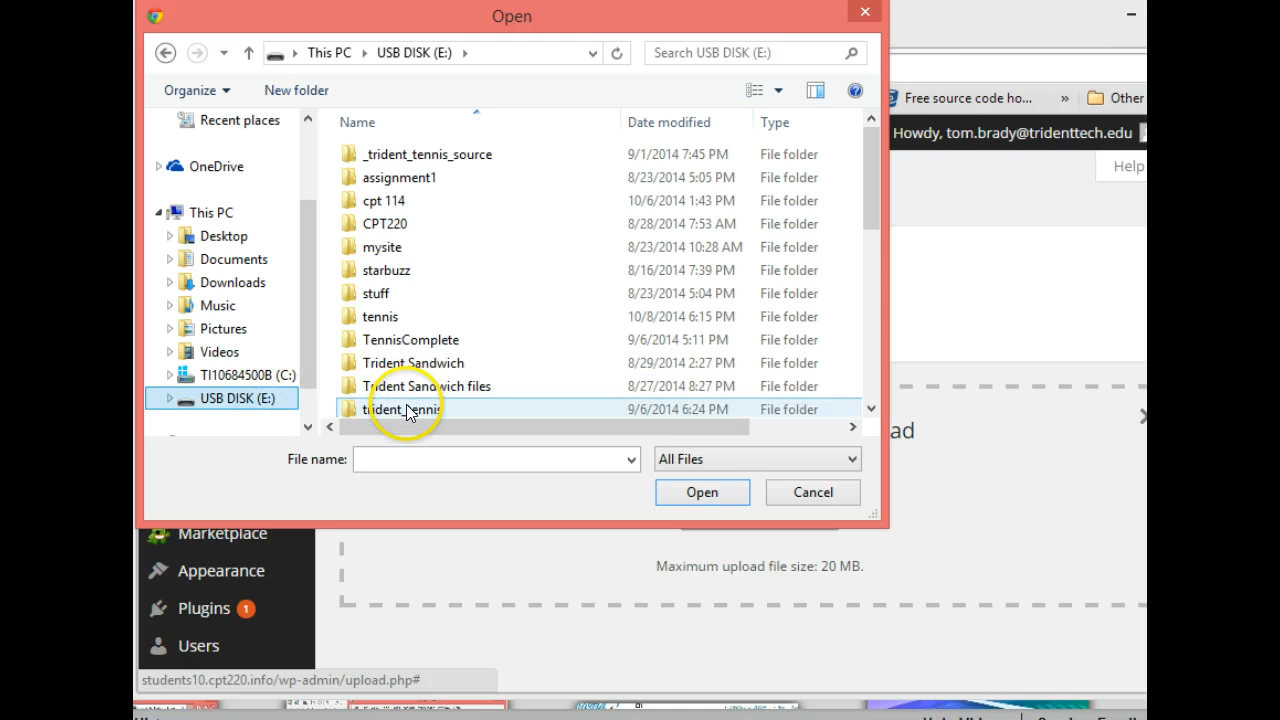 Open
This PC
USB DISK (E:)
Search USB DISK (E:)
Organize
New folder
Free source code ho...
»
Other
Howdy, tom.brady@tridenttech.edu
Help
Recent places
OneDrive
This PC
Desktop
Documents
Downloads
Music
Pictures
Videos
TI10684500B (C:)
USB DISK (E:)
Name Date modified Type
_trident_tennis_source 9/1/2014 7:45 PM File folder
assignment1 8/23/2014 5:05 PM File folder
cpt 114 10/6/2014 1:43 PM File folder
CPT220 8/28/2014 7:53 AM File folder
mysite 8/23/2014 10:28 AM File folder
starbuzz 8/16/2014 7:39 PM File folder
stuff 8/23/2014 5:04 PM File folder
tennis 10/8/2014 6:15 PM File folder
TennisComplete 9/6/2014 5:11 PM File folder
Trident Sandwich 8/29/2014 2:27 PM File folder
Trident Sandwich files 8/27/2014 8:27 PM File folder
trident_tennis 9/6/2014 6:24 PM File folder
File name:
All Files
Open
Cancel
ad
Marketplace
Appearance
Plugins 1
Users
Maximum upload file size: 20 MB.
students10.cpt220.info/wp-admin/upload.php#